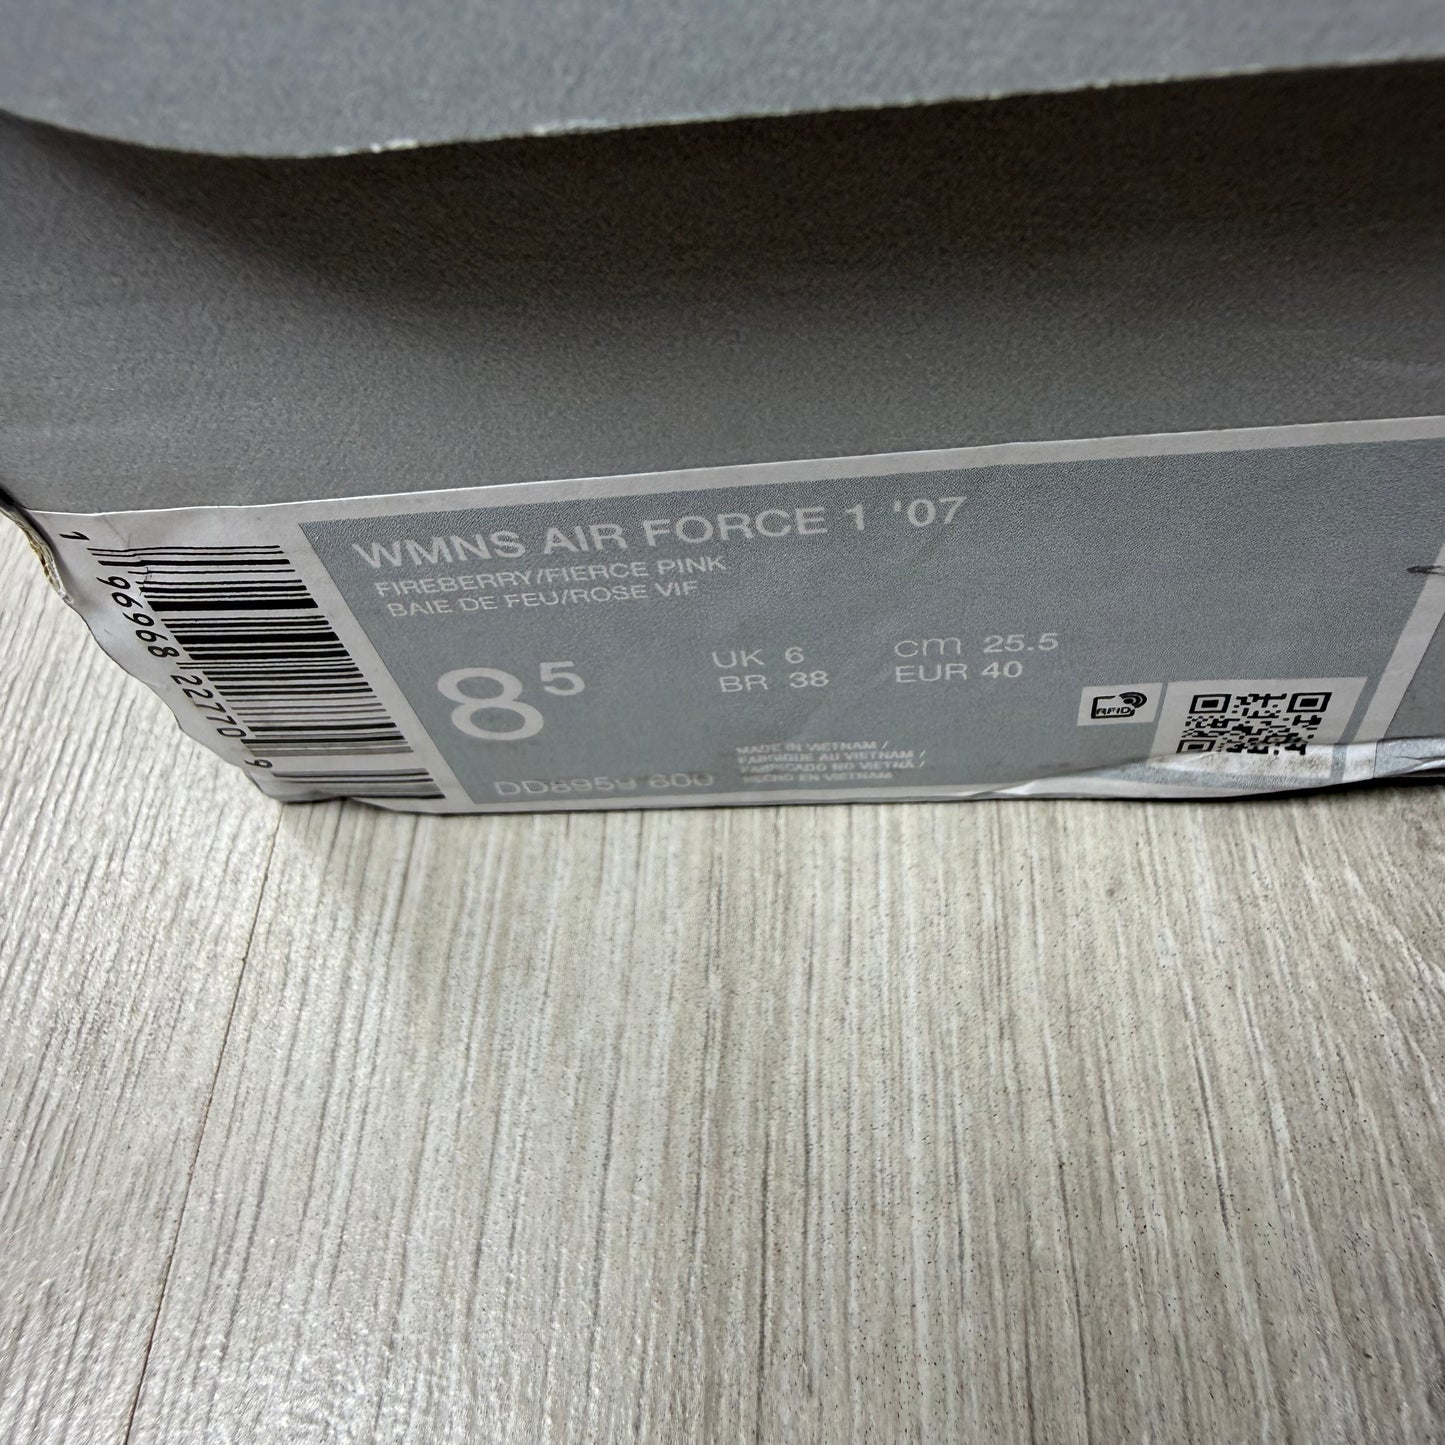 WMNS AIR FORCE 1 '07
FIREBERRY/FIERCE PINK
BAIE DE FEU/ROSE VIF
8 5
UK 6
BR 38
cm 25.5
EUR 40
MADE IN VIETNAM /
FABRIQUE AU VIETNAM /
FABRICADO NO VIETNÃ /
HECHO EN VIETNAM
DD8959 600
RFID
1 96968 22770 9